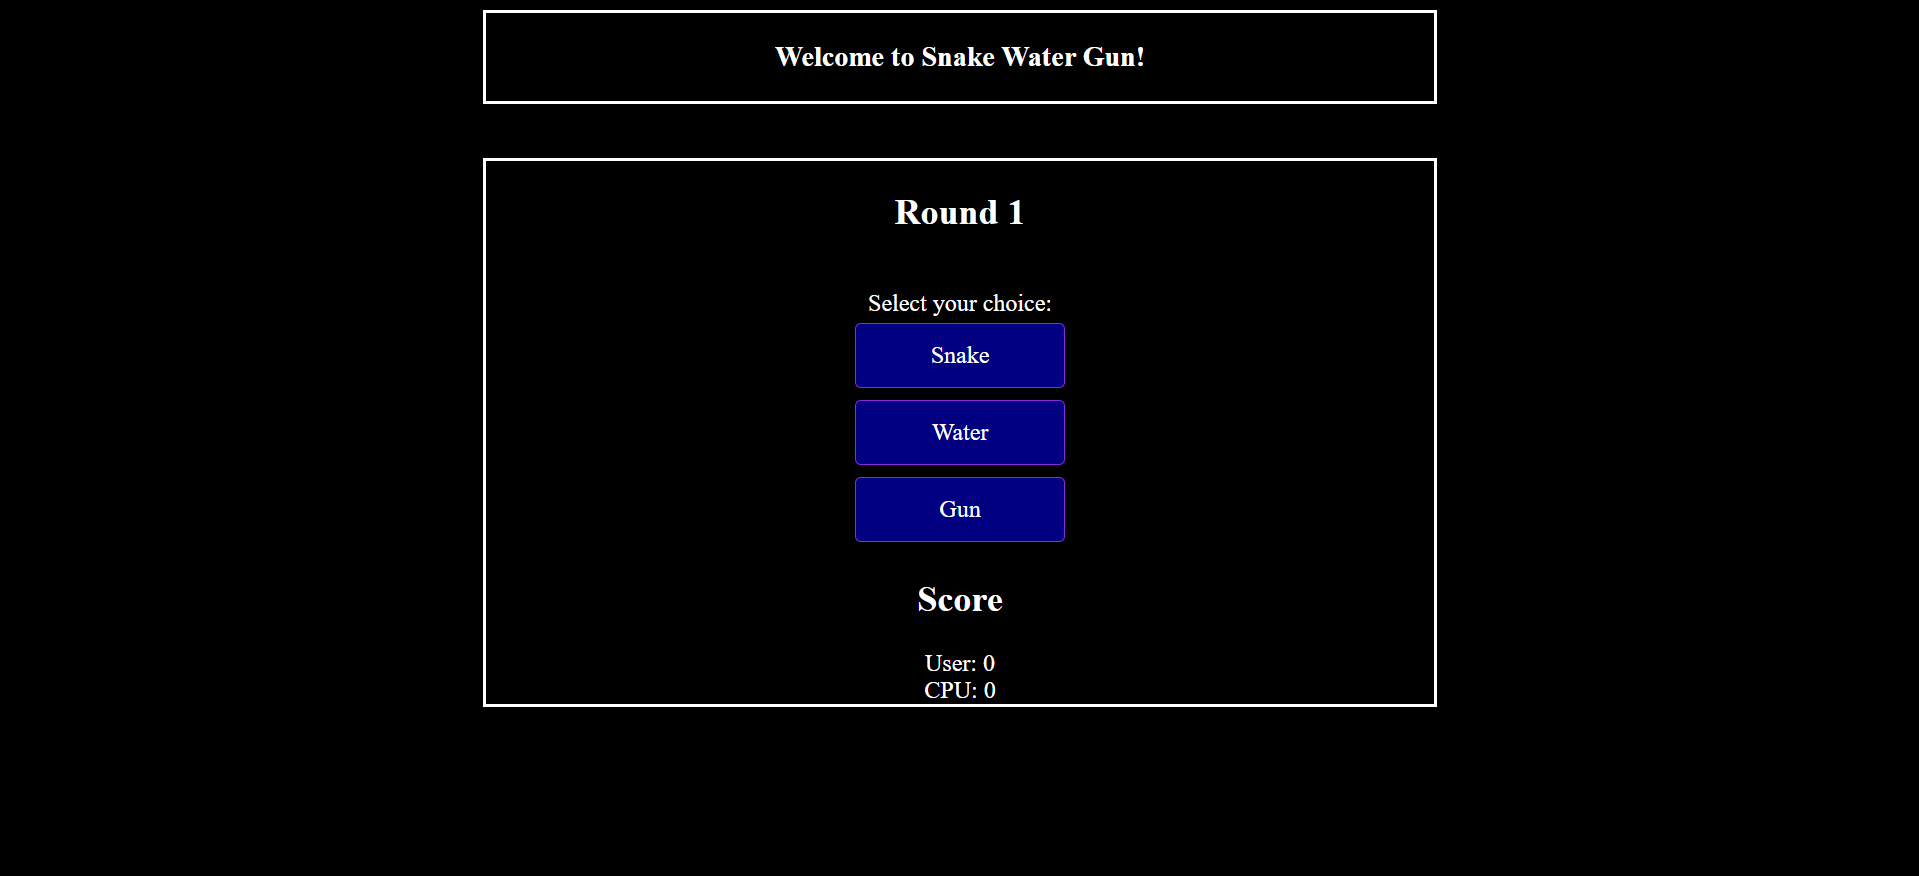 Welcome to Snake Water Gun!
Round 1
Select your choice:
Snake
Water
Gun
Score
User: 0
CPU: 0